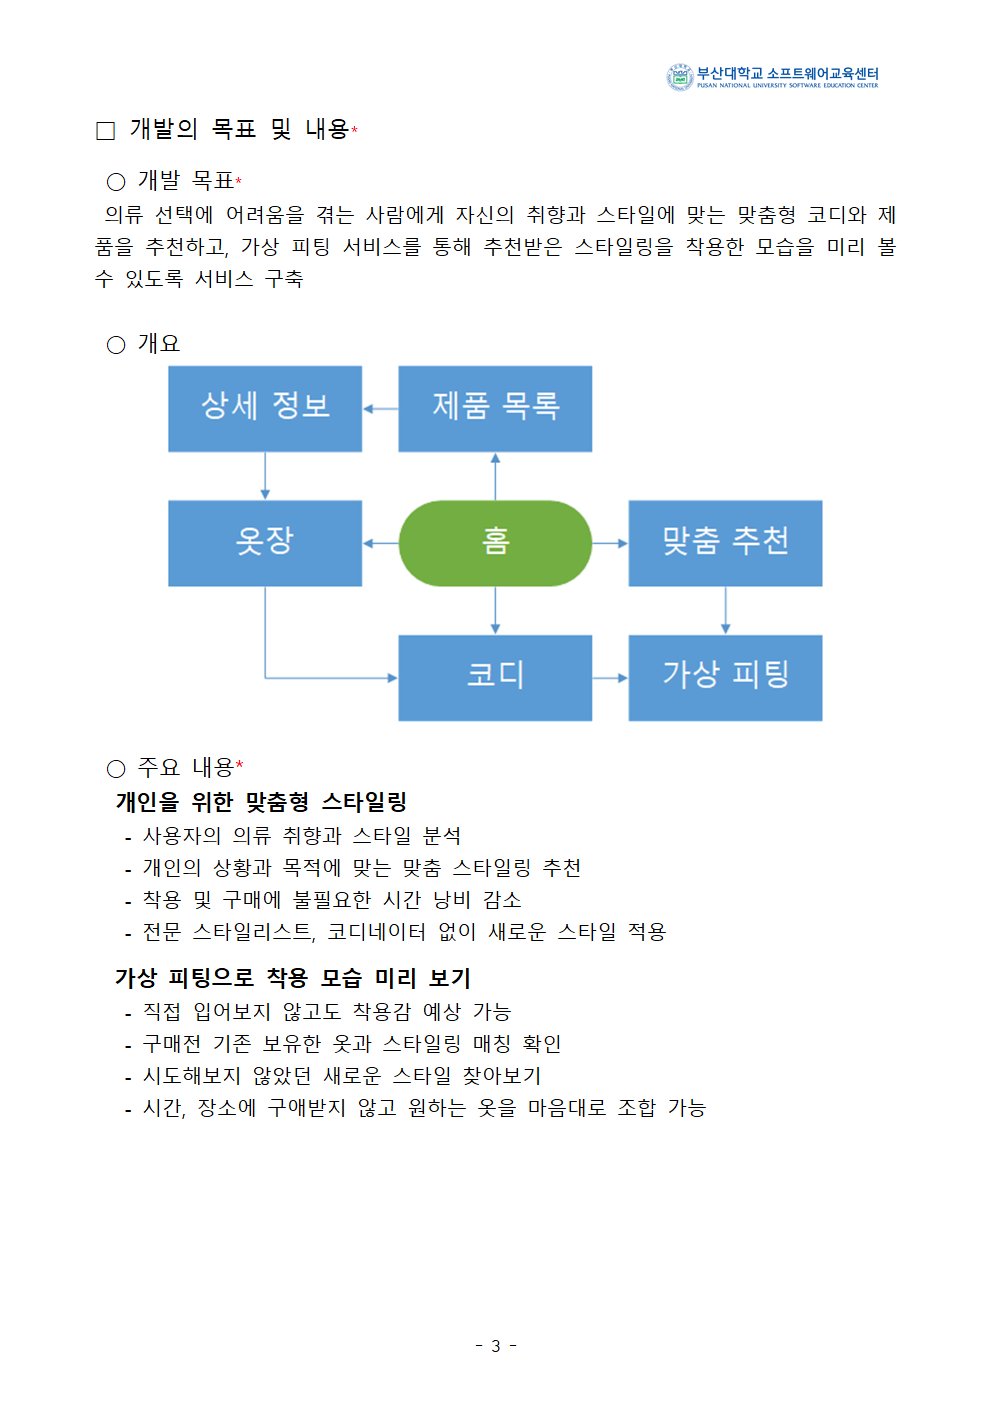 부산대학교 소프트웨어교육센터
PUSAN NATIONAL UNIVERSITY SOFTWARE EDUCATION CENTER
□ 개발의 목표 및 내용*
○ 개발 목표*
의류 선택에 어려움을 겪는 사람에게 자신의 취향과 스타일에 맞는 맞춤형 코디와 제
품을 추천하고, 가상 피팅 서비스를 통해 추천받은 스타일링을 착용한 모습을 미리 볼
수 있도록 서비스 구축
○ 개요
상세 정보
제품 목록
옷장
홈
맞춤 추천
코디
가상 피팅
○ 주요 내용*
개인을 위한 맞춤형 스타일링
- 사용자의 의류 취향과 스타일 분석
- 개인의 상황과 목적에 맞는 맞춤 스타일링 추천
- 착용 및 구매에 불필요한 시간 낭비 감소
- 전문 스타일리스트, 코디네이터 없이 새로운 스타일 적용
가상 피팅으로 착용 모습 미리 보기
- 직접 입어보지 않고도 착용감 예상 가능
- 구매전 기존 보유한 옷과 스타일링 매칭 확인
- 시도해보지 않았던 새로운 스타일 찾아보기
- 시간, 장소에 구애받지 않고 원하는 옷을 마음대로 조합 가능
- 3 -